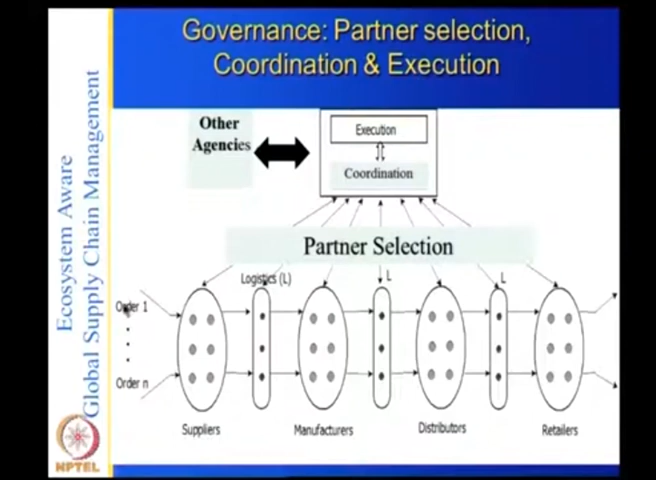 Governance: Partner selection,
Coordination & Execution
Ecosystem Aware
Global Supply Chain Management
Other
Agencies
Execution
Coordination
Partner Selection
Logistics (L)
L
L
Order 1
Order n
Suppliers
Manufacturers
Distributors
Retailers
NPTEL